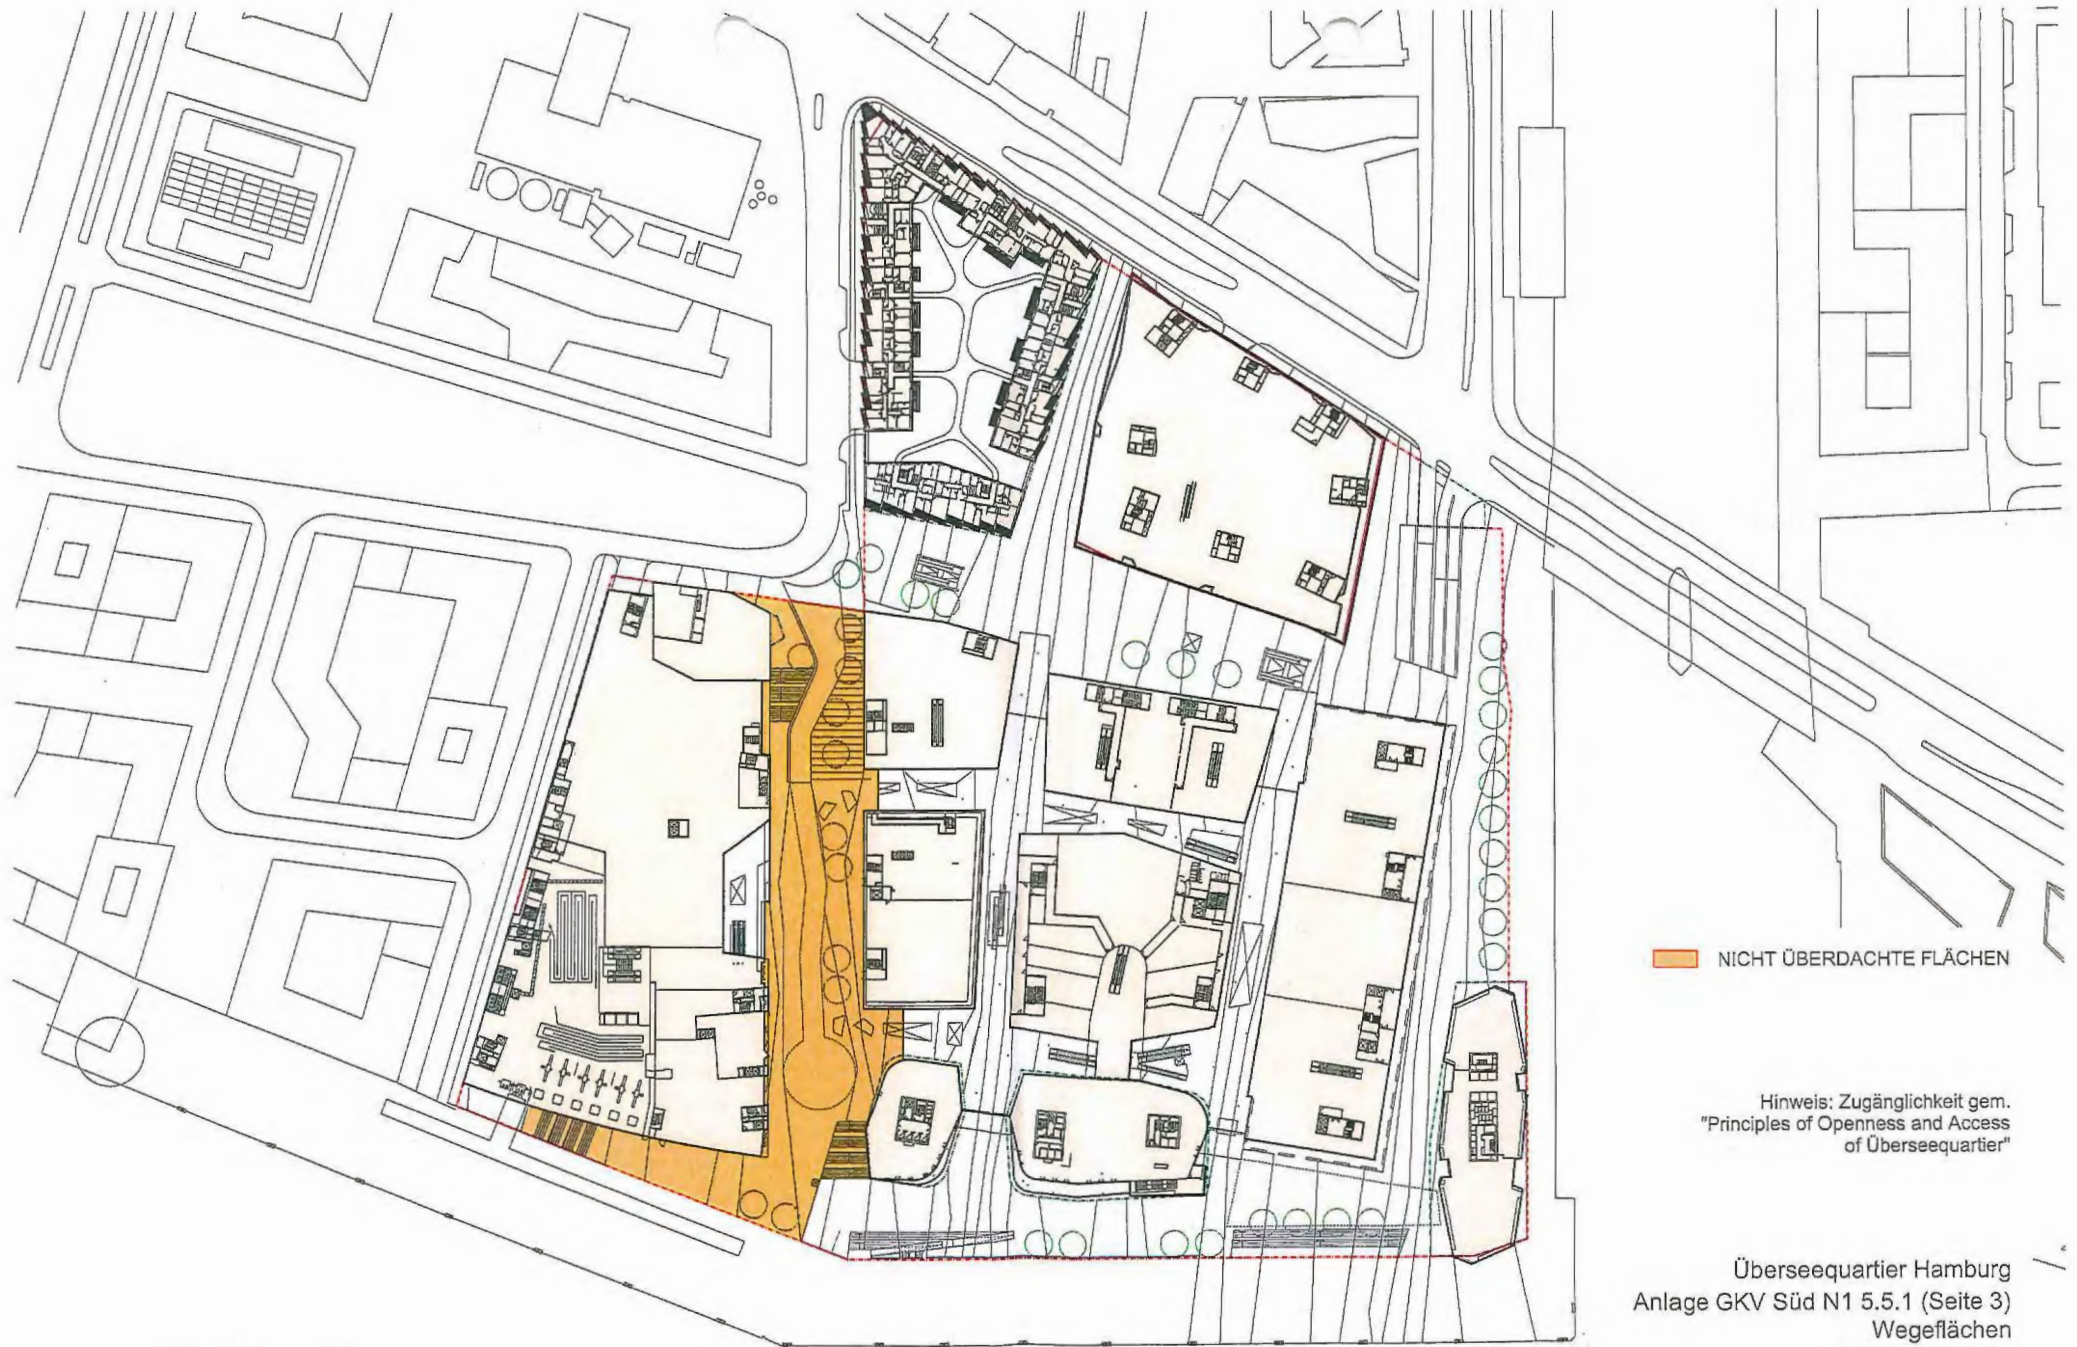 NICHT ÜBERDACHTE FLÄCHEN
Hinweis: Zugänglichkeit gem.
"Principles of Openness and Access
of Überseequartier"
Überseequartier Hamburg
Anlage GKV Süd N1 5.5.1 (Seite 3)
Wegeflächen